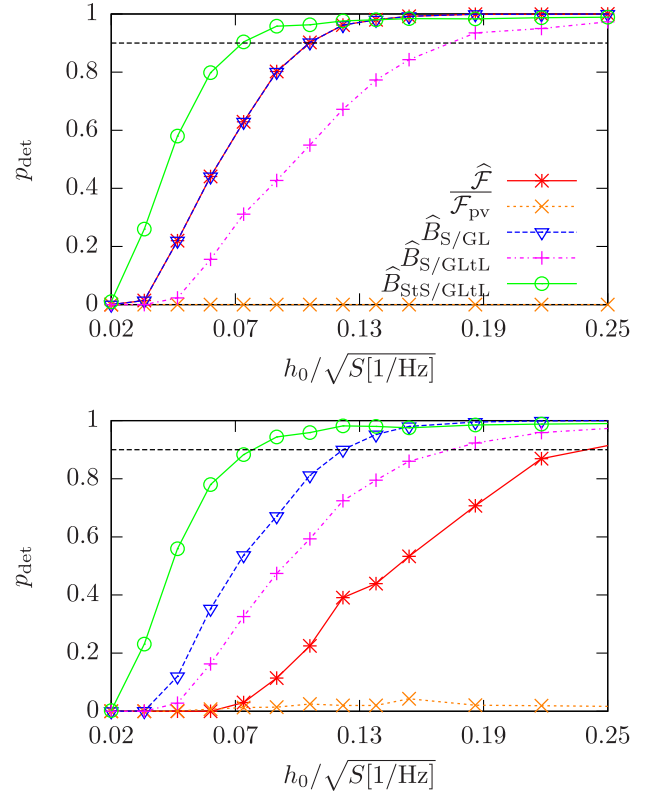 1
0.8
0.6
0.4
0.2
0
p_det
0.02 0.07 0.13 0.19 0.25
h_0/√S[1/Hz]
\widehat{\mathcal{F}}
\overline{\mathcal{F}}_{pv}
\widehat{B}_{S/GL}
\widehat{B}_{S/GLtL}
\widehat{B}_{StS/GLtL}
1
0.8
0.6
0.4
0.2
0
p_det
0.02 0.07 0.13 0.19 0.25
h_0/√S[1/Hz]